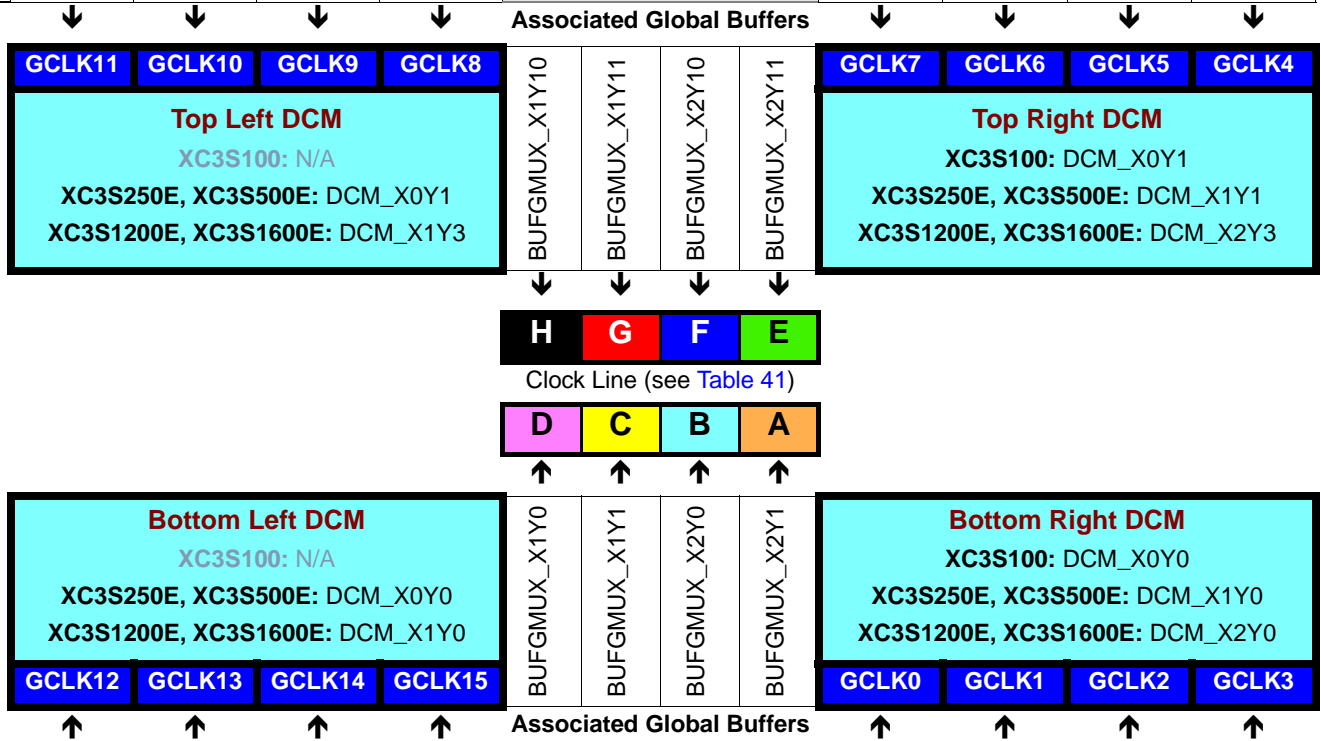 Associated Global Buffers
GCLK11 GCLK10 GCLK9 GCLK8
Top Left DCM
XC3S100: N/A
XC3S250E, XC3S500E: DCM_X0Y1
XC3S1200E, XC3S1600E: DCM_X1Y3
BUFGMUX_X1Y10
BUFGMUX_X1Y11
BUFGMUX_X2Y10
BUFGMUX_X2Y11
GCLK7 GCLK6 GCLK5 GCLK4
Top Right DCM
XC3S100: DCM_X0Y1
XC3S250E, XC3S500E: DCM_X1Y1
XC3S1200E, XC3S1600E: DCM_X2Y3
H G F E
Clock Line (see Table 41)
D C B A
Bottom Left DCM
XC3S100: N/A
XC3S250E, XC3S500E: DCM_X0Y0
XC3S1200E, XC3S1600E: DCM_X1Y0
GCLK12 GCLK13 GCLK14 GCLK15
BUFGMUX_X1Y0
BUFGMUX_X1Y1
BUFGMUX_X2Y0
BUFGMUX_X2Y1
Bottom Right DCM
XC3S100: DCM_X0Y0
XC3S250E, XC3S500E: DCM_X1Y0
XC3S1200E, XC3S1600E: DCM_X2Y0
GCLK0 GCLK1 GCLK2 GCLK3
Associated Global Buffers